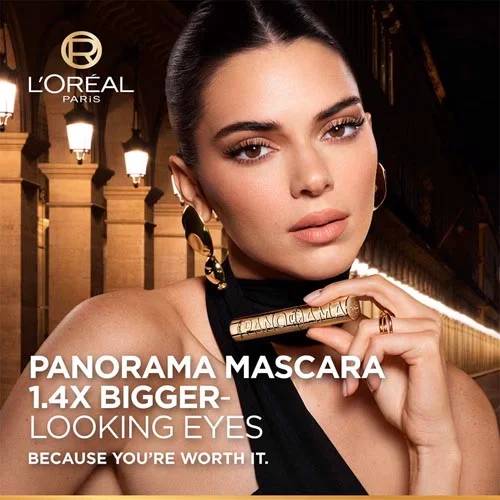 L'ORÉAL
PARIS
PANORAMA
PANORAMA MASCARA
1.4X BIGGER-
LOOKING EYES
BECAUSE YOU'RE WORTH IT.